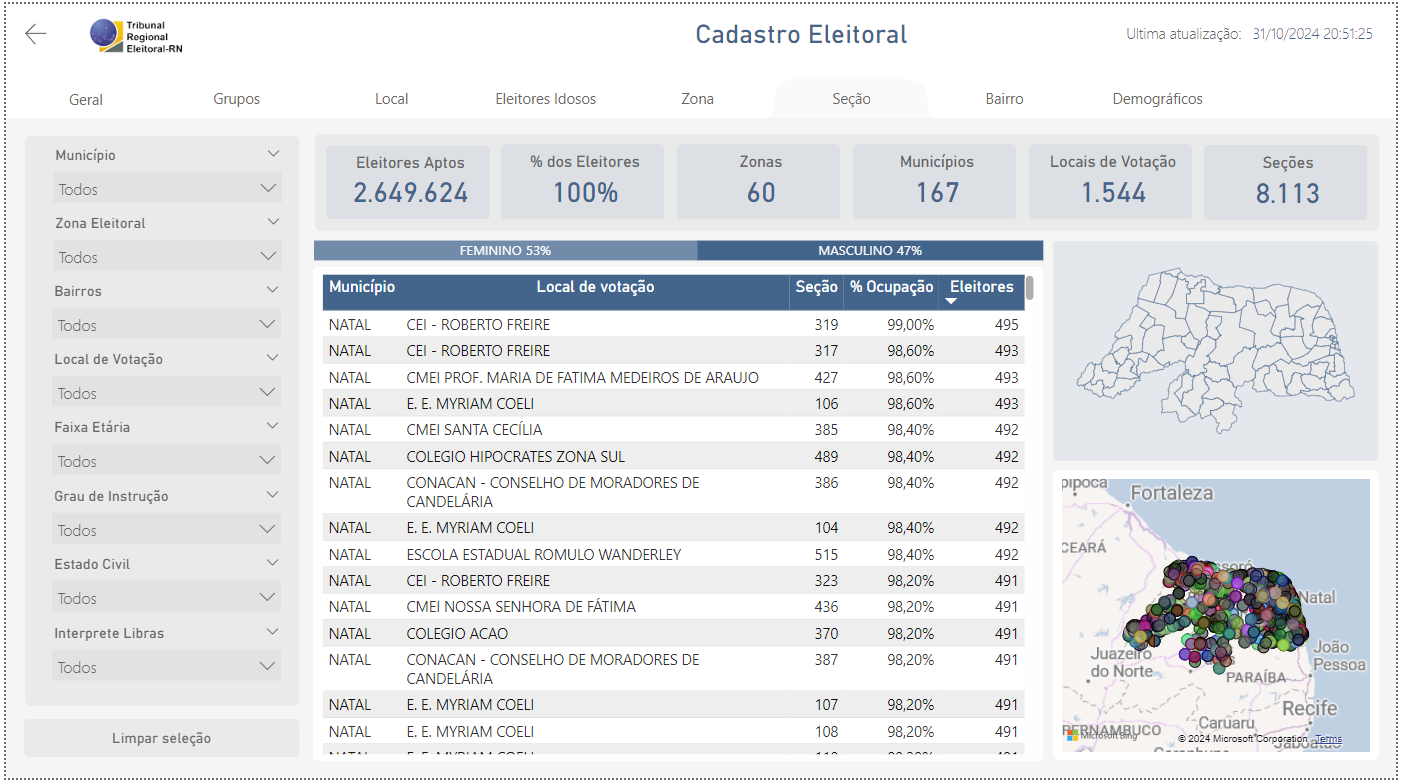 Tribunal
Regional
Eleitoral-RN
Cadastro Eleitoral
Ultima atualização: 31/10/2024 20:51:25
Geral Grupos Local Eleitores Idosos Zona Seção Bairro Demográficos
Município
Todos
Zona Eleitoral
Todos
Bairros
Todos
Local de Votação
Todos
Faixa Etária
Todos
Grau de Instrução
Todos
Estado Civil
Todos
Interprete Libras
Todos
Limpar seleção
Eleitores Aptos
2.649.624
% dos Eleitores
100%
Zonas
60
Municípios
167
Locais de Votação
1.544
Seções
8.113
FEMININO 53% MASCULINO 47%
Município Local de votação Seção % Ocupação Eleitores
NATAL CEI - ROBERTO FREIRE 319 99,00% 495
NATAL CEI - ROBERTO FREIRE 317 98,60% 493
NATAL CMEI PROF. MARIA DE FATIMA MEDEIROS DE ARAUJO 427 98,60% 493
NATAL E. E. MYRIAM COELI 106 98,60% 493
NATAL CMEI SANTA CECÍLIA 385 98,40% 492
NATAL COLEGIO HIPOCRATES ZONA SUL 489 98,40% 492
NATAL CONACAN - CONSELHO DE MORADORES DE 386 98,40% 492
CANDELÁRIA
NATAL E. E. MYRIAM COELI 104 98,40% 492
NATAL ESCOLA ESTADUAL ROMULO WANDERLEY 515 98,40% 492
NATAL CEI - ROBERTO FREIRE 323 98,20% 491
NATAL CMEI NOSSA SENHORA DE FÁTIMA 436 98,20% 491
NATAL COLEGIO ACAO 370 98,20% 491
NATAL CONACAN - CONSELHO DE MORADORES DE 387 98,20% 491
CANDELÁRIA
NATAL E. E. MYRIAM COELI 107 98,20% 491
NATAL E. E. MYRIAM COELI 108 98,20% 491
pipoca
Fortaleza
CEARÁ
ssoró
Natal
Juazeiro
do Norte
João
Pessoa
PARAÍBA
Recife
Caruaru
PERNAMBUCO
Microsoft Bing
© 2024 Microsoft Corporation Terms